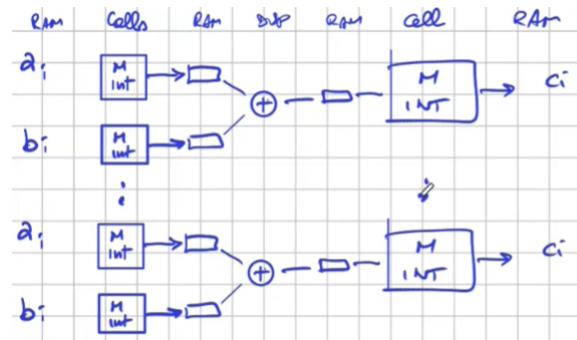 RAM Cells RAM DSP RAM Cell RAM
ai M int + M INT ci
bi M int
ai M int + M INT ci
bi M int